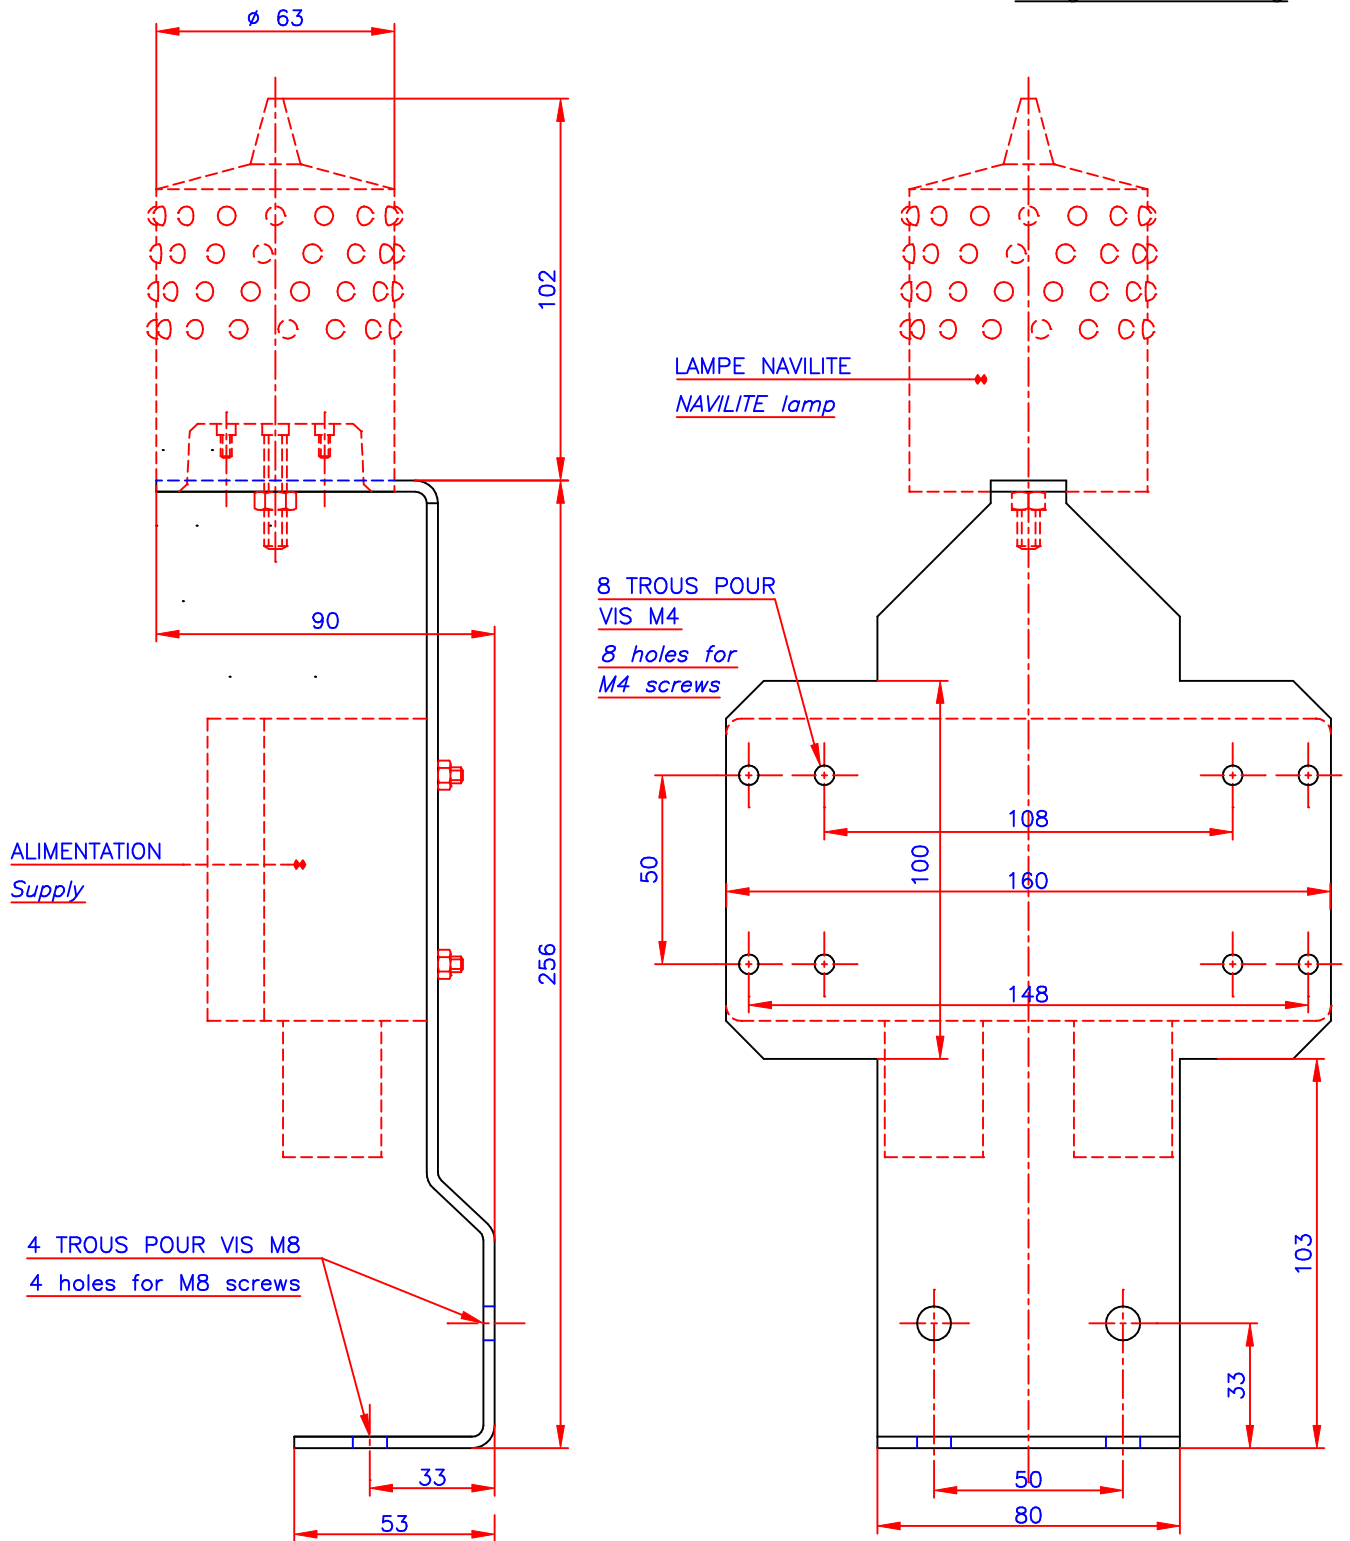 ø 63
102
LAMPE NAVILITE
NAVILITE lamp
8 TROUS POUR
VIS M4
8 holes for
M4 screws
90
108
50
100
160
ALIMENTATION
Supply
256
148
4 TROUS POUR VIS M8
4 holes for M8 screws
103
33
33
50
53
80